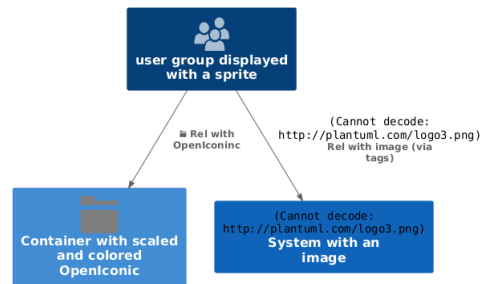 user group displayed
with a sprite
Rel with
OpenIconinc
(Cannot decode:
http://plantuml.com/logo3.png)
Rel with image (via
tags)
Container with scaled
and colored
OpenIconic
(Cannot decode:
http://plantuml.com/logo3.png)
System with an
image